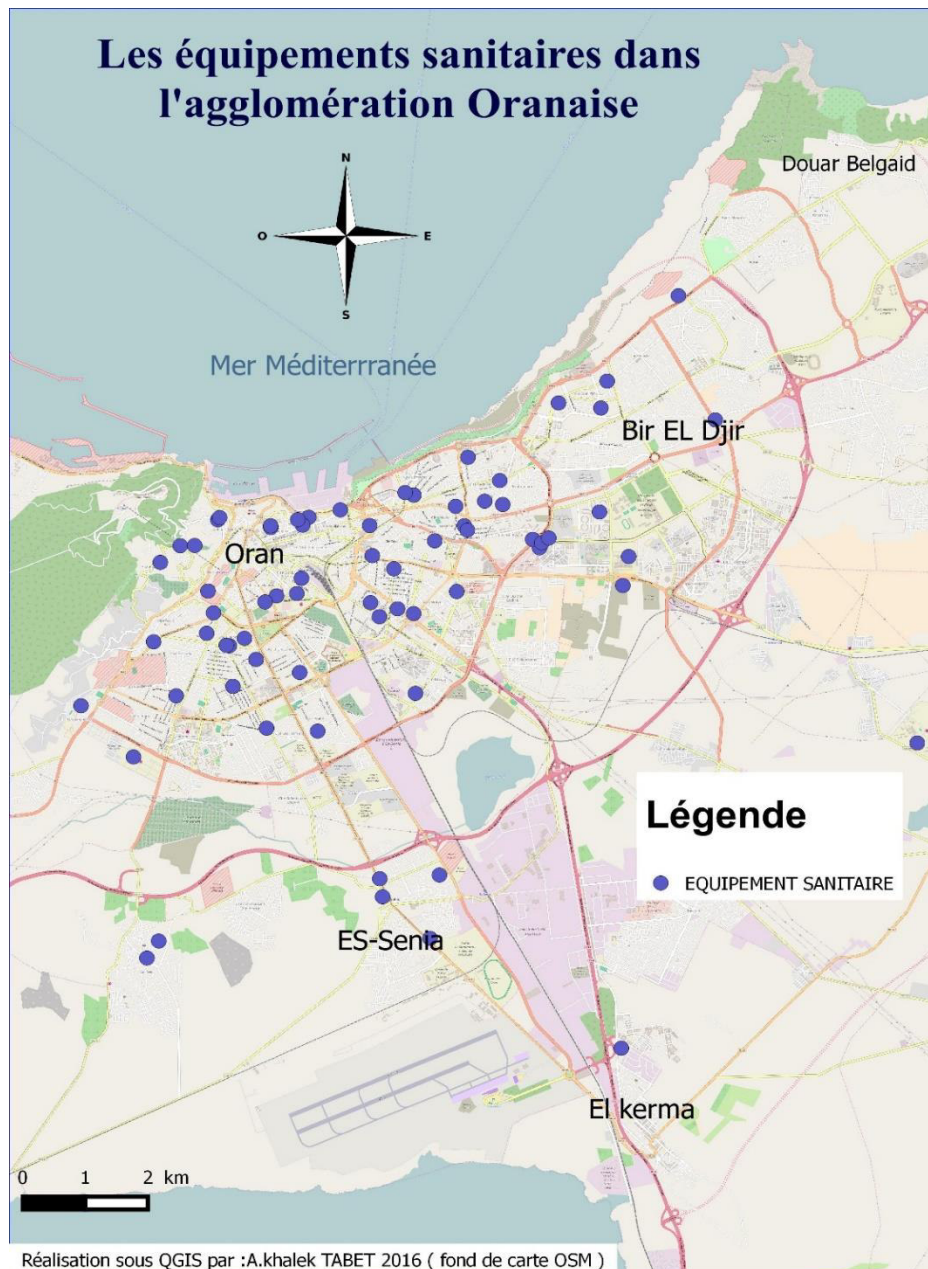 Les équipements sanitaires dans
l'agglomération Oranaise
N
O
E
S
Douar Belgaid
Mer Méditerrranée
Bir EL Djir
Oran
Légende
EQUIPEMENT SANITAIRE
ES-Senia
El kerma
0 1 2 km
Réalisation sous QGIS par :A.khalek TABET 2016 ( fond de carte OSM )